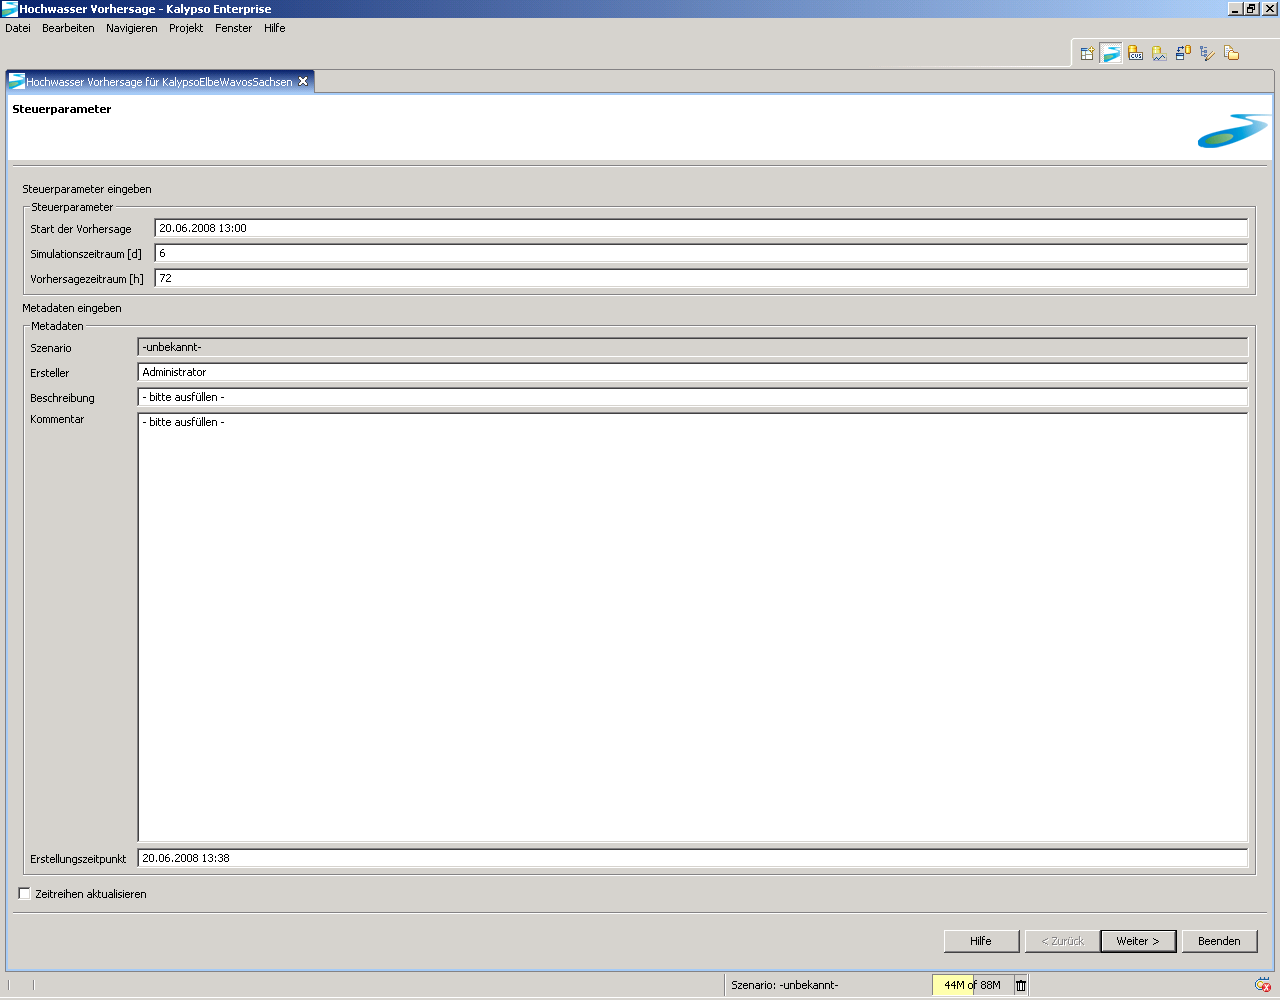 Hochwasser Vorhersage - Kalypso Enterprise
Datei Bearbeiten Navigieren Projekt Fenster Hilfe
CUS
Hochwasser Vorhersage für KalypsoElbeWavosSachsen
Steuerparameter
Steuerparameter eingeben
Steuerparameter
Start der Vorhersage 20.06.2008 13:00
Simulationszeitraum [d] 6
Vorhersagezeitraum [h] 72
Metadaten eingeben
Metadaten
Szenario -unbekannt-
Ersteller Administrator
Beschreibung - bitte ausfüllen -
Kommentar - bitte ausfüllen -
Erstellungszeitpunkt 20.06.2008 13:38
Zeitreihen aktualisieren
Hilfe < Zurück Weiter > Beenden
Szenario: -unbekannt- 44M of 88M